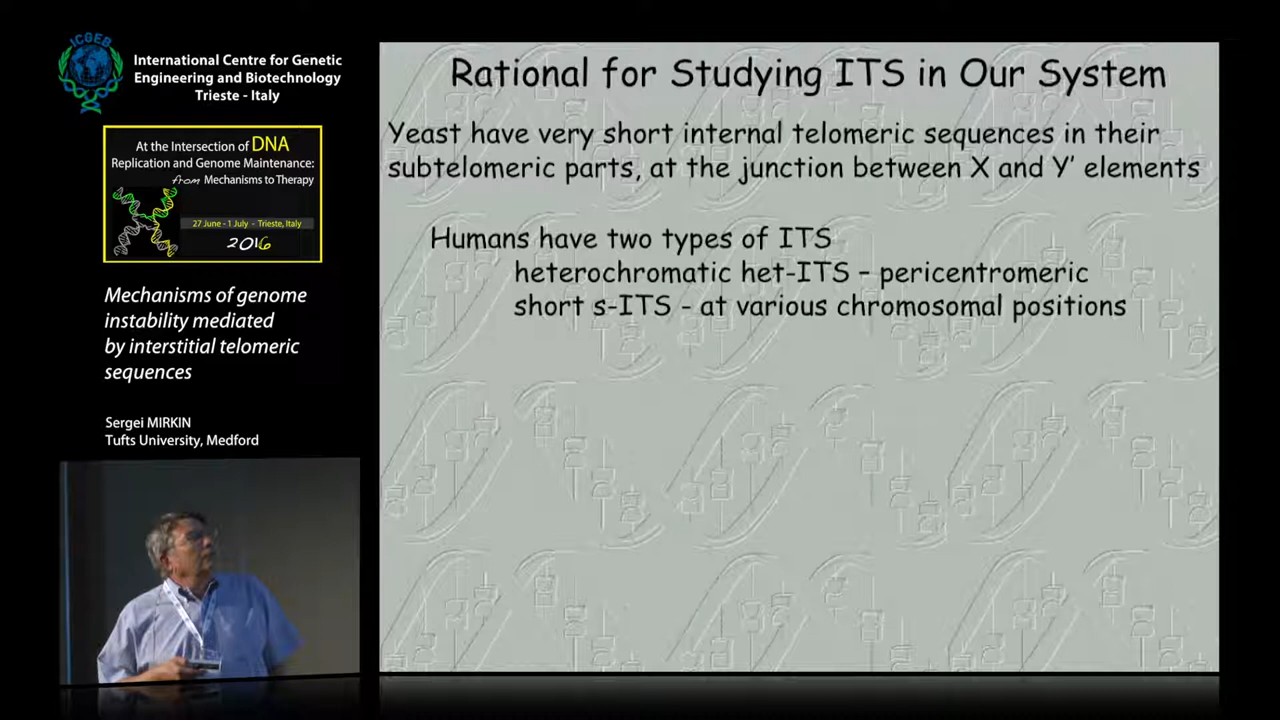 ICGEB
International Centre for Genetic
Engineering and Biotechnology
Trieste - Italy
At the Intersection of DNA
Replication and Genome Maintenance:
from Mechanisms to Therapy
27 June - 1 July - Trieste, Italy
2016
Mechanisms of genome
instability mediated
by interstitial telomeric
sequences
Sergei MIRKIN
Tufts University, Medford
Rational for Studying ITS in Our System
Yeast have very short internal telomeric sequences in their
subtelomeric parts, at the junction between X and Y’ elements
Humans have two types of ITS
heterochromatic het-ITS – pericentromeric
short s-ITS - at various chromosomal positions